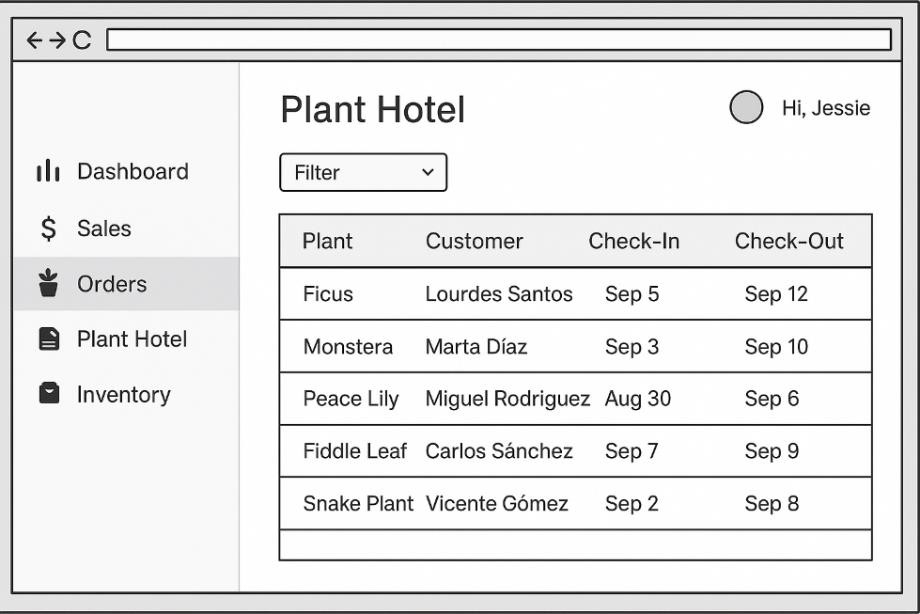 Plant Hotel
Hi, Jessie
Dashboard
$ Sales
Orders
Plant Hotel
Inventory
Filter
Plant Customer Check-In Check-Out
Ficus Lourdes Santos Sep 5 Sep 12
Monstera Marta Díaz Sep 3 Sep 10
Peace Lily Miguel Rodriguez Aug 30 Sep 6
Fiddle Leaf Carlos Sánchez Sep 7 Sep 9
Snake Plant Vicente Gómez Sep 2 Sep 8